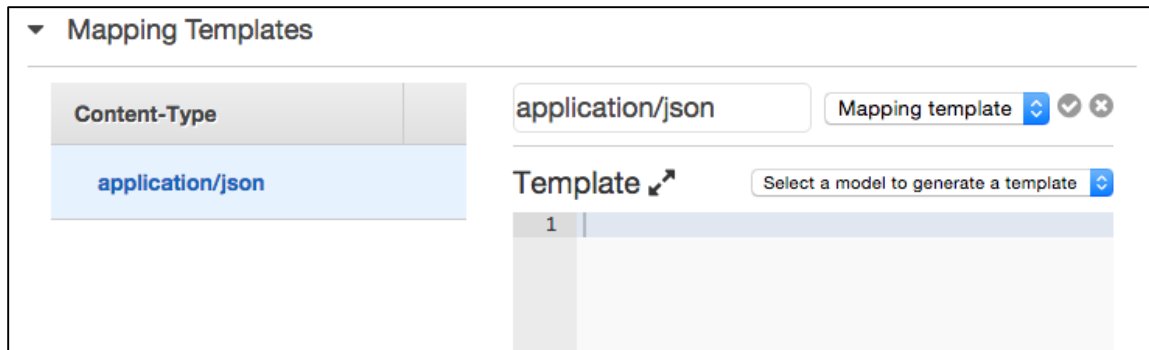 Mapping Templates
Content-Type
application/json
application/json
Mapping template
Template
Select a model to generate a template
1